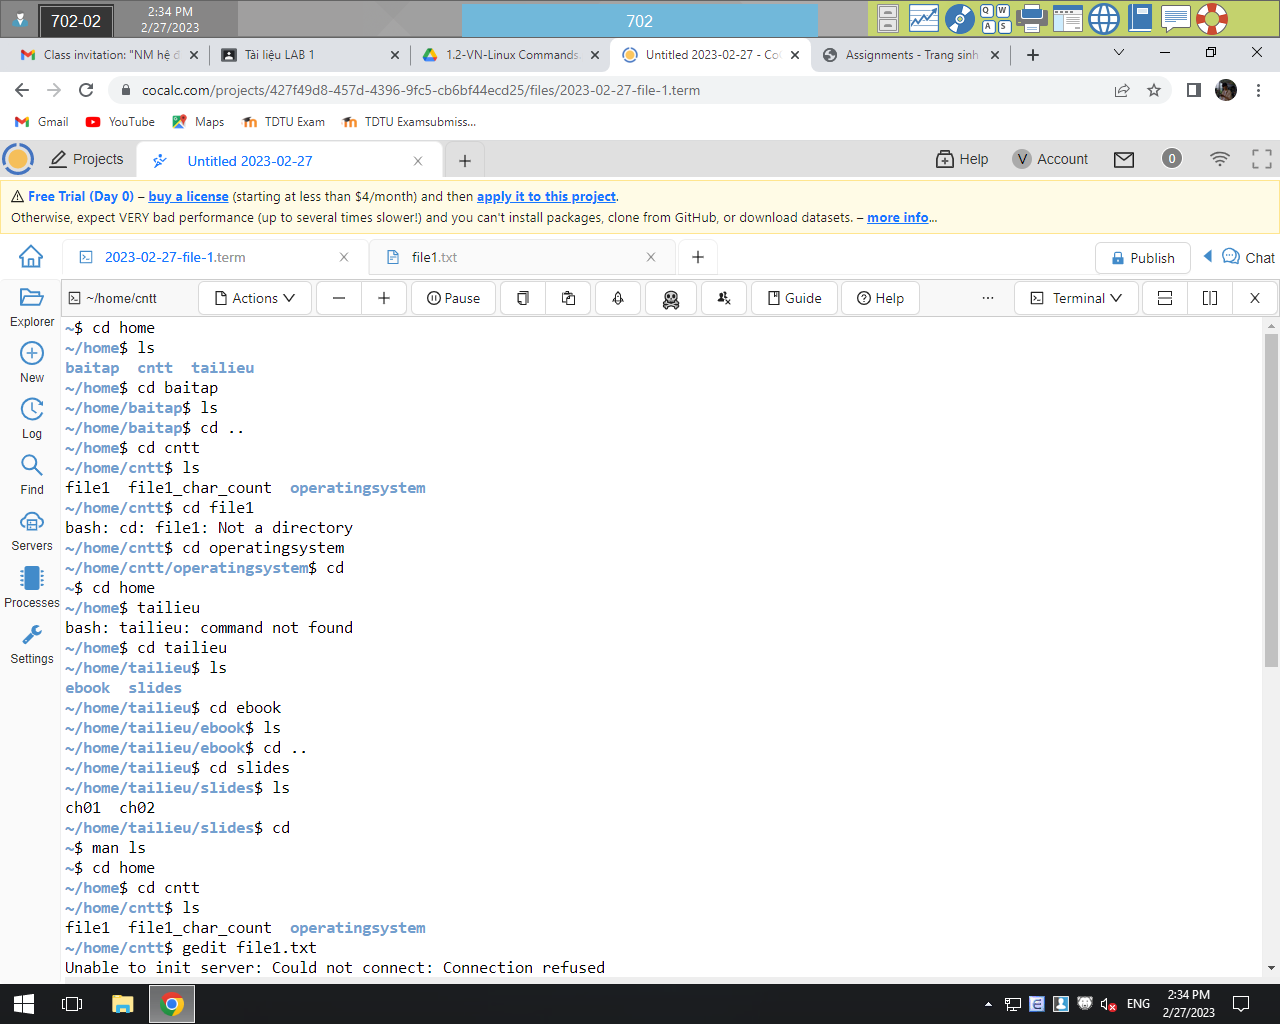 702-02
2:34 PM
2/27/2023
702
Q W
A S
Class invitation: "NM hệ đ
Tài liệu LAB 1
1.2-VN-Linux Commands.
Untitled 2023-02-27 - Co
Assignments - Trang sinh
cocalc.com/projects/427f49d8-457d-4396-9fc5-cb6bf44ecd25/files/2023-02-27-file-1.term
Gmail
YouTube
Maps
TDTU Exam
TDTU Examsubmiss...
Projects
Untitled 2023-02-27
Help
V Account
0
Free Trial (Day 0) – buy a license (starting at less than $4/month) and then apply it to this project.
Otherwise, expect VERY bad performance (up to several times slower!) and you can't install packages, clone from GitHub, or download datasets. – more info...
2023-02-27-file-1.term
file1.txt
Publish
Chat
~/home/cntt
Actions
Pause
Guide
Help
Terminal
Explorer
New
Log
Find
Servers
Processes
Settings
~$ cd home
~/home$ ls
baitap  cntt  tailieu
~/home$ cd baitap
~/home/baitap$ ls
~/home/baitap$ cd ..
~/home$ cd cntt
~/home/cntt$ ls
file1  file1_char_count  operatingsystem
~/home/cntt$ cd file1
bash: cd: file1: Not a directory
~/home/cntt$ cd operatingsystem
~/home/cntt/operatingsystem$ cd
~$ cd home
~/home$ tailieu
bash: tailieu: command not found
~/home$ cd tailieu
~/home/tailieu$ ls
ebook  slides
~/home/tailieu$ cd ebook
~/home/tailieu/ebook$ ls
~/home/tailieu/ebook$ cd ..
~/home/tailieu$ cd slides
~/home/tailieu/slides$ ls
ch01  ch02
~/home/tailieu/slides$ cd
~$ man ls
~$ cd home
~/home$ cd cntt
~/home/cntt$ ls
file1  file1_char_count  operatingsystem
~/home/cntt$ gedit file1.txt
Unable to init server: Could not connect: Connection refused
ENG
2:34 PM
2/27/2023